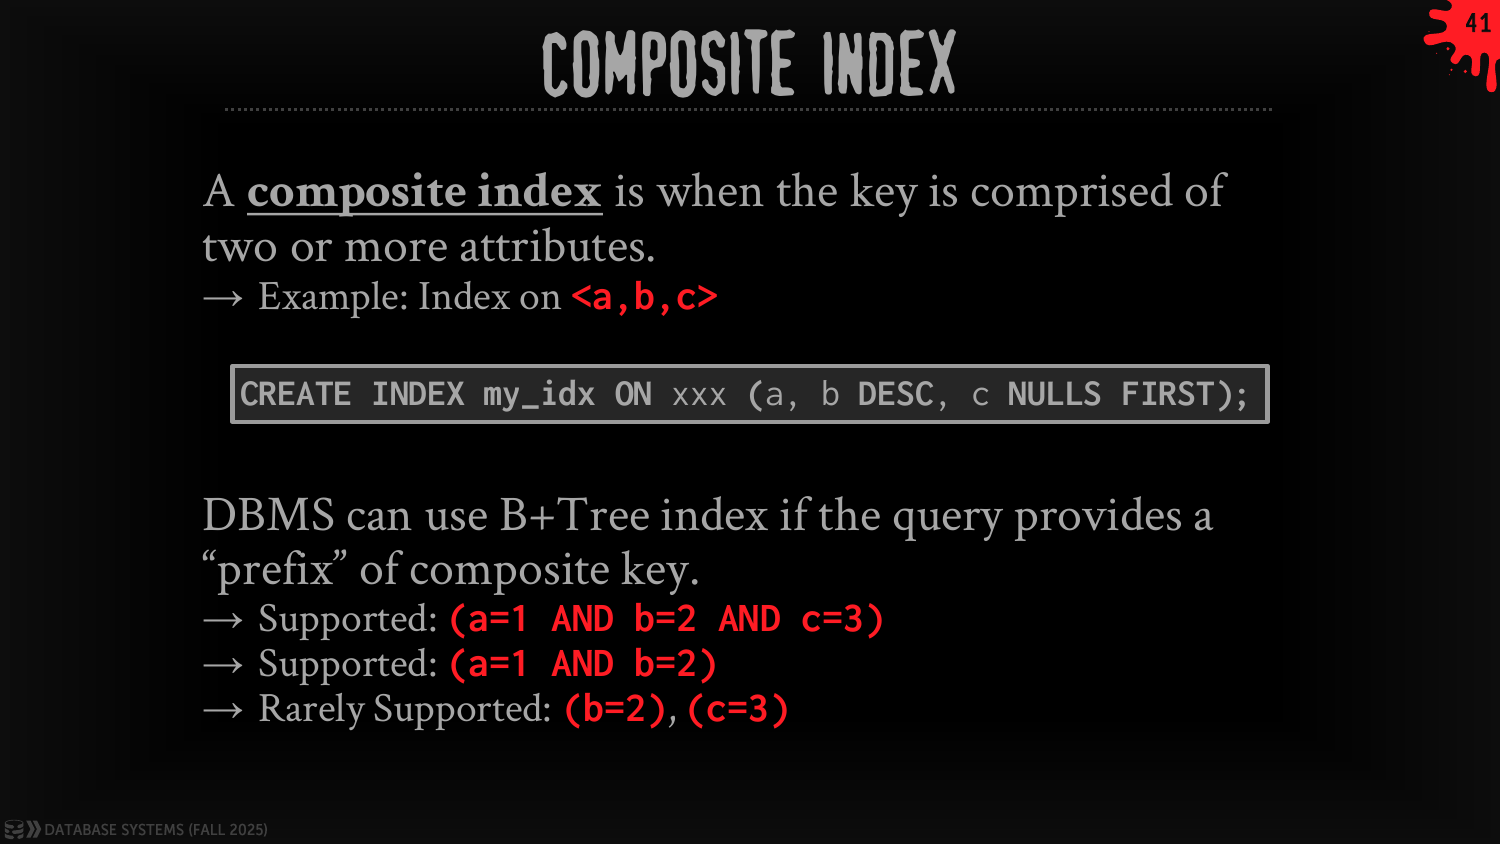 41
COMPOSITE INDEX
A composite index is when the key is comprised of
two or more attributes.
→ Example: Index on <a,b,c>
CREATE INDEX my_idx ON xxx (a, b DESC, c NULLS FIRST);
DBMS can use B+Tree index if the query provides a
“prefix” of composite key.
→ Supported: (a=1 AND b=2 AND c=3)
→ Supported: (a=1 AND b=2)
→ Rarely Supported: (b=2), (c=3)
DATABASE SYSTEMS (FALL 2025)